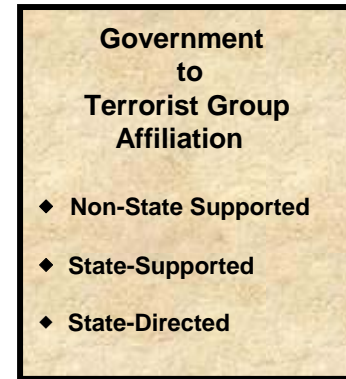 Government
to
Terrorist Group
Affiliation
◆ Non-State Supported
◆ State-Supported
◆ State-Directed